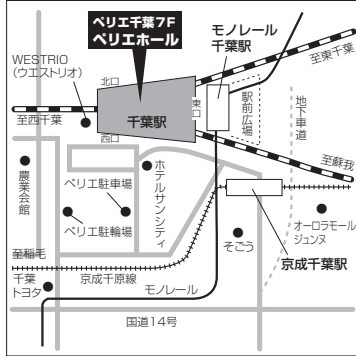 ペリエ千葉7F
ペリエホール
モノレール
千葉駅
至東千葉
WESTRIO
(ウエストリオ)
北口
東口
駅前広場
地下車道
千葉駅
至西千葉
西口
至蘇我
農業会館
ペリエ駐車場
ホテルサンシティ
ペリエ駐輪場
そごう
オーロラモール
ジュンヌ
京成千葉駅
至稲毛
京成千原線
千葉
トヨタ
モノレール
国道14号